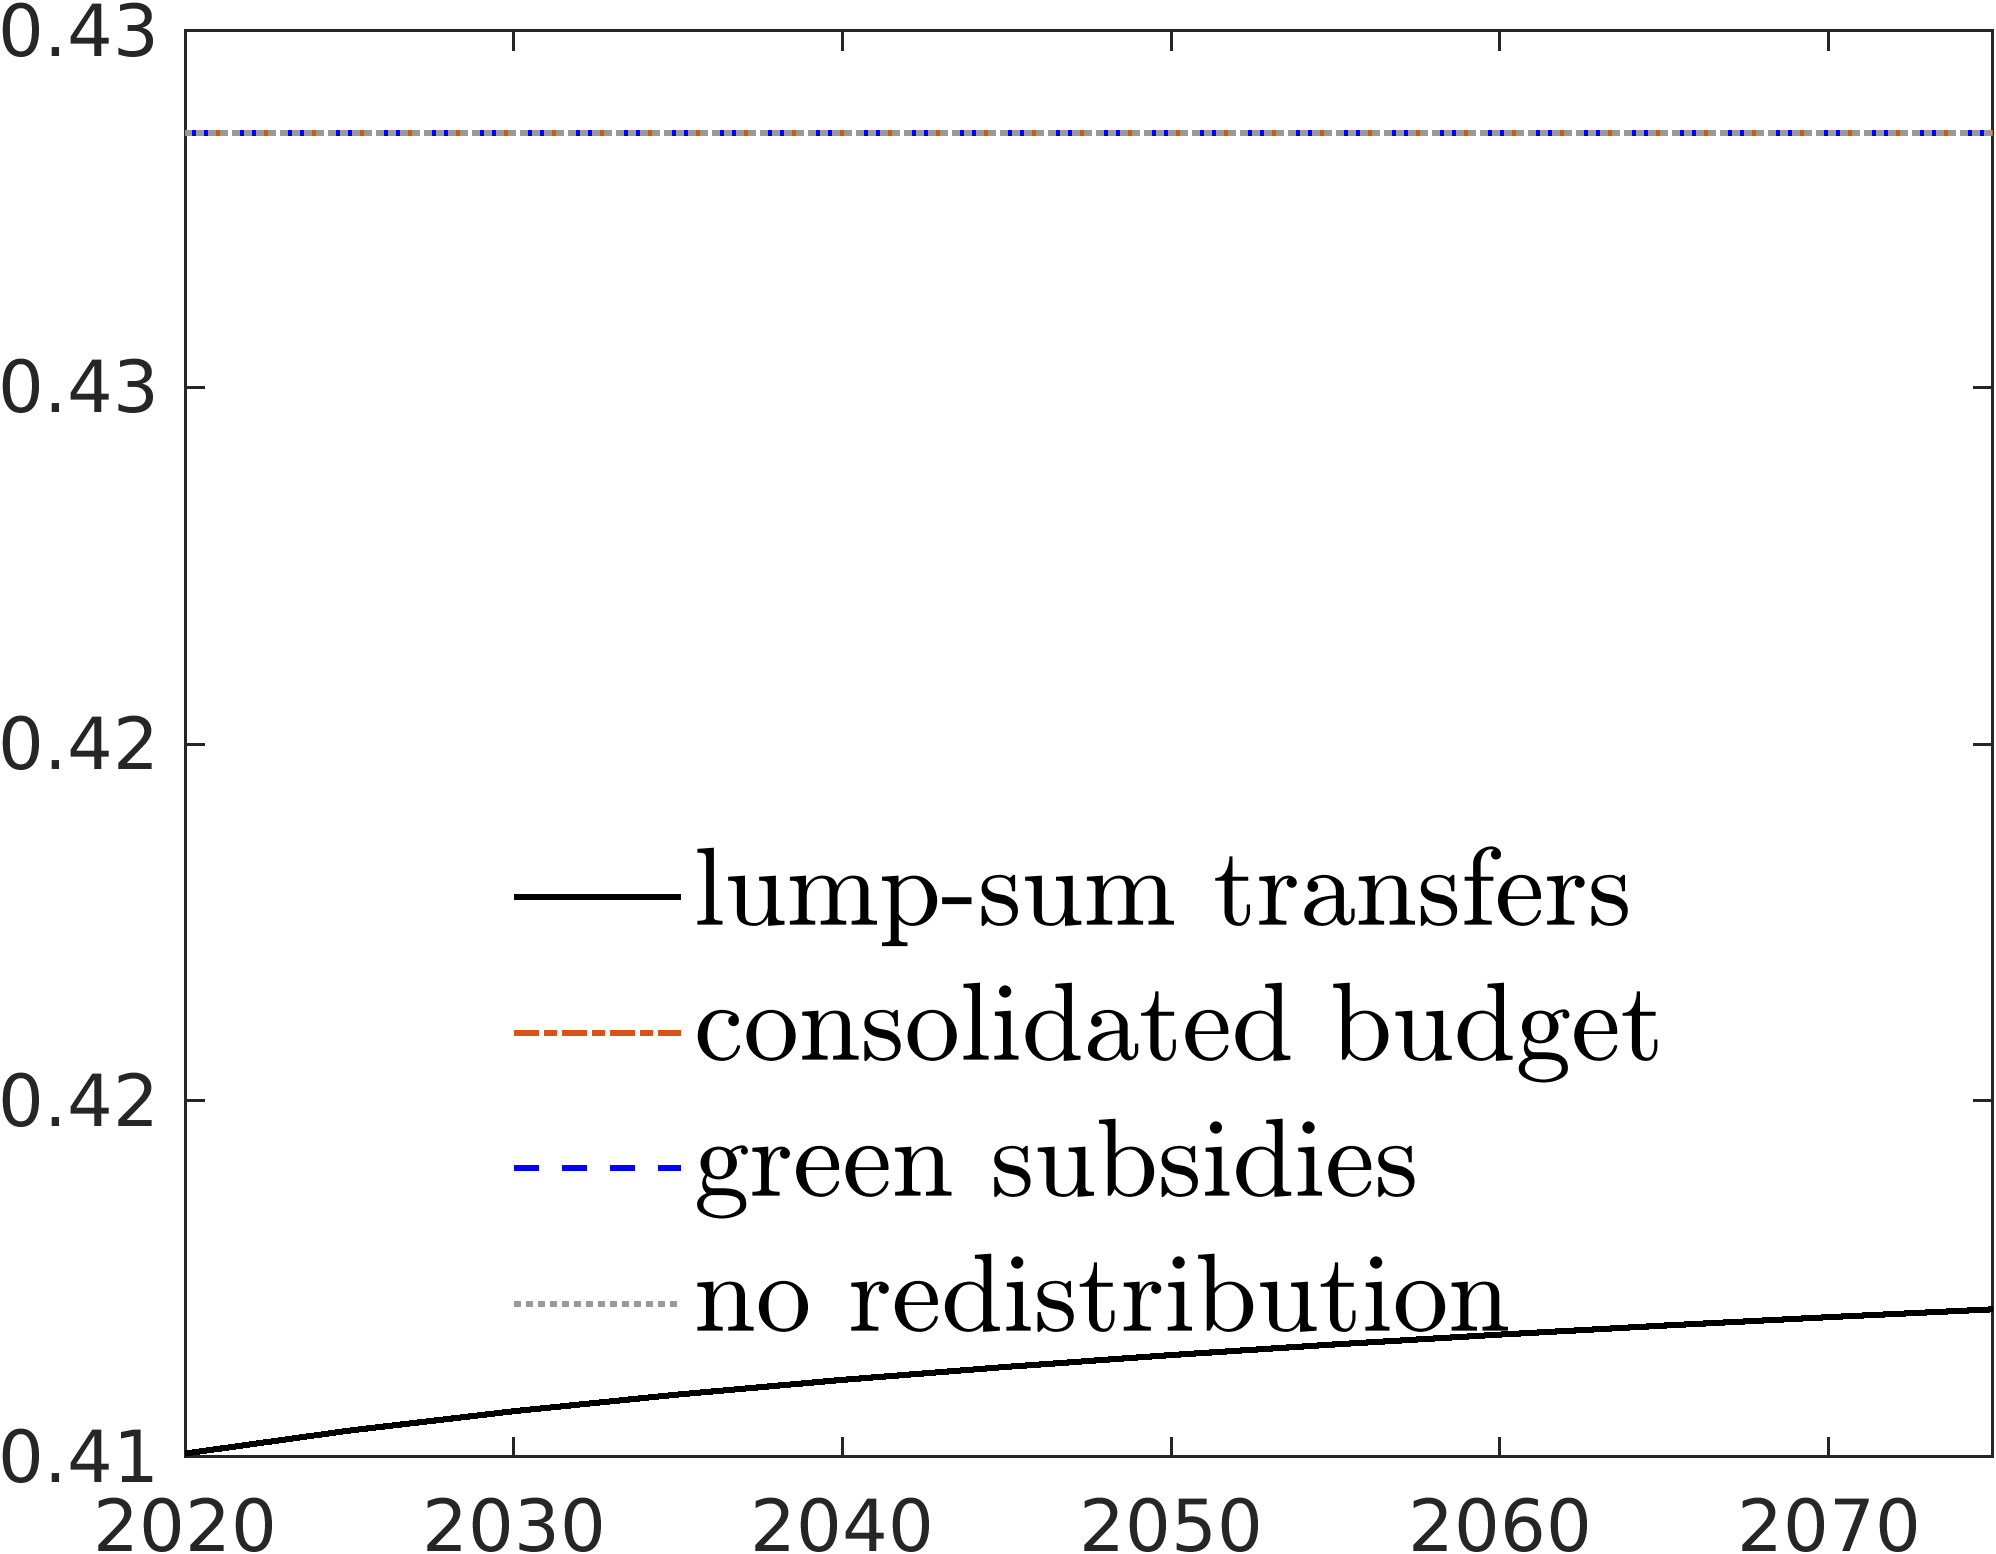 0.43
0.43
0.42
lump-sum transfers
consolidated budget
0.42
green subsidies
no redistribution
0.41
2020 2030 2040 2050 2060 2070